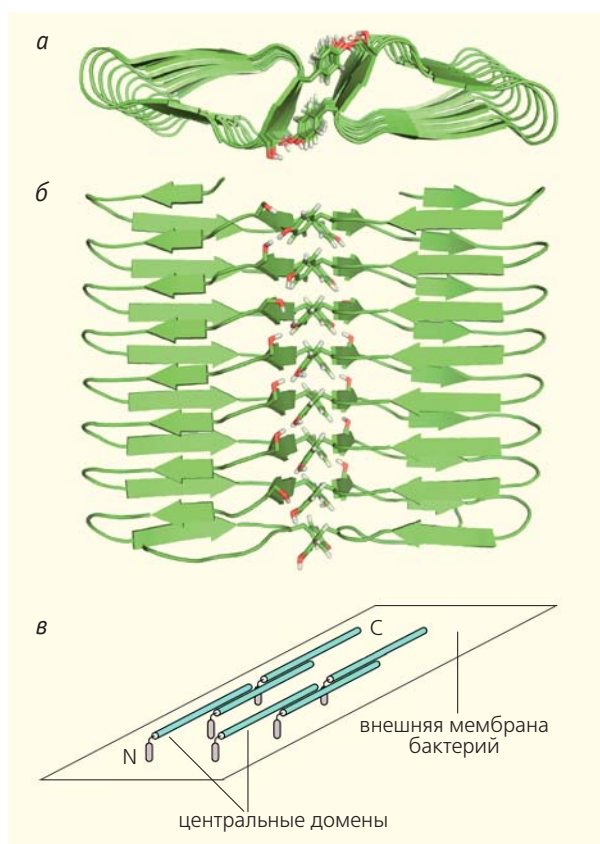 а
б
в
C
N
внешняя мембрана
бактерий
центральные домены